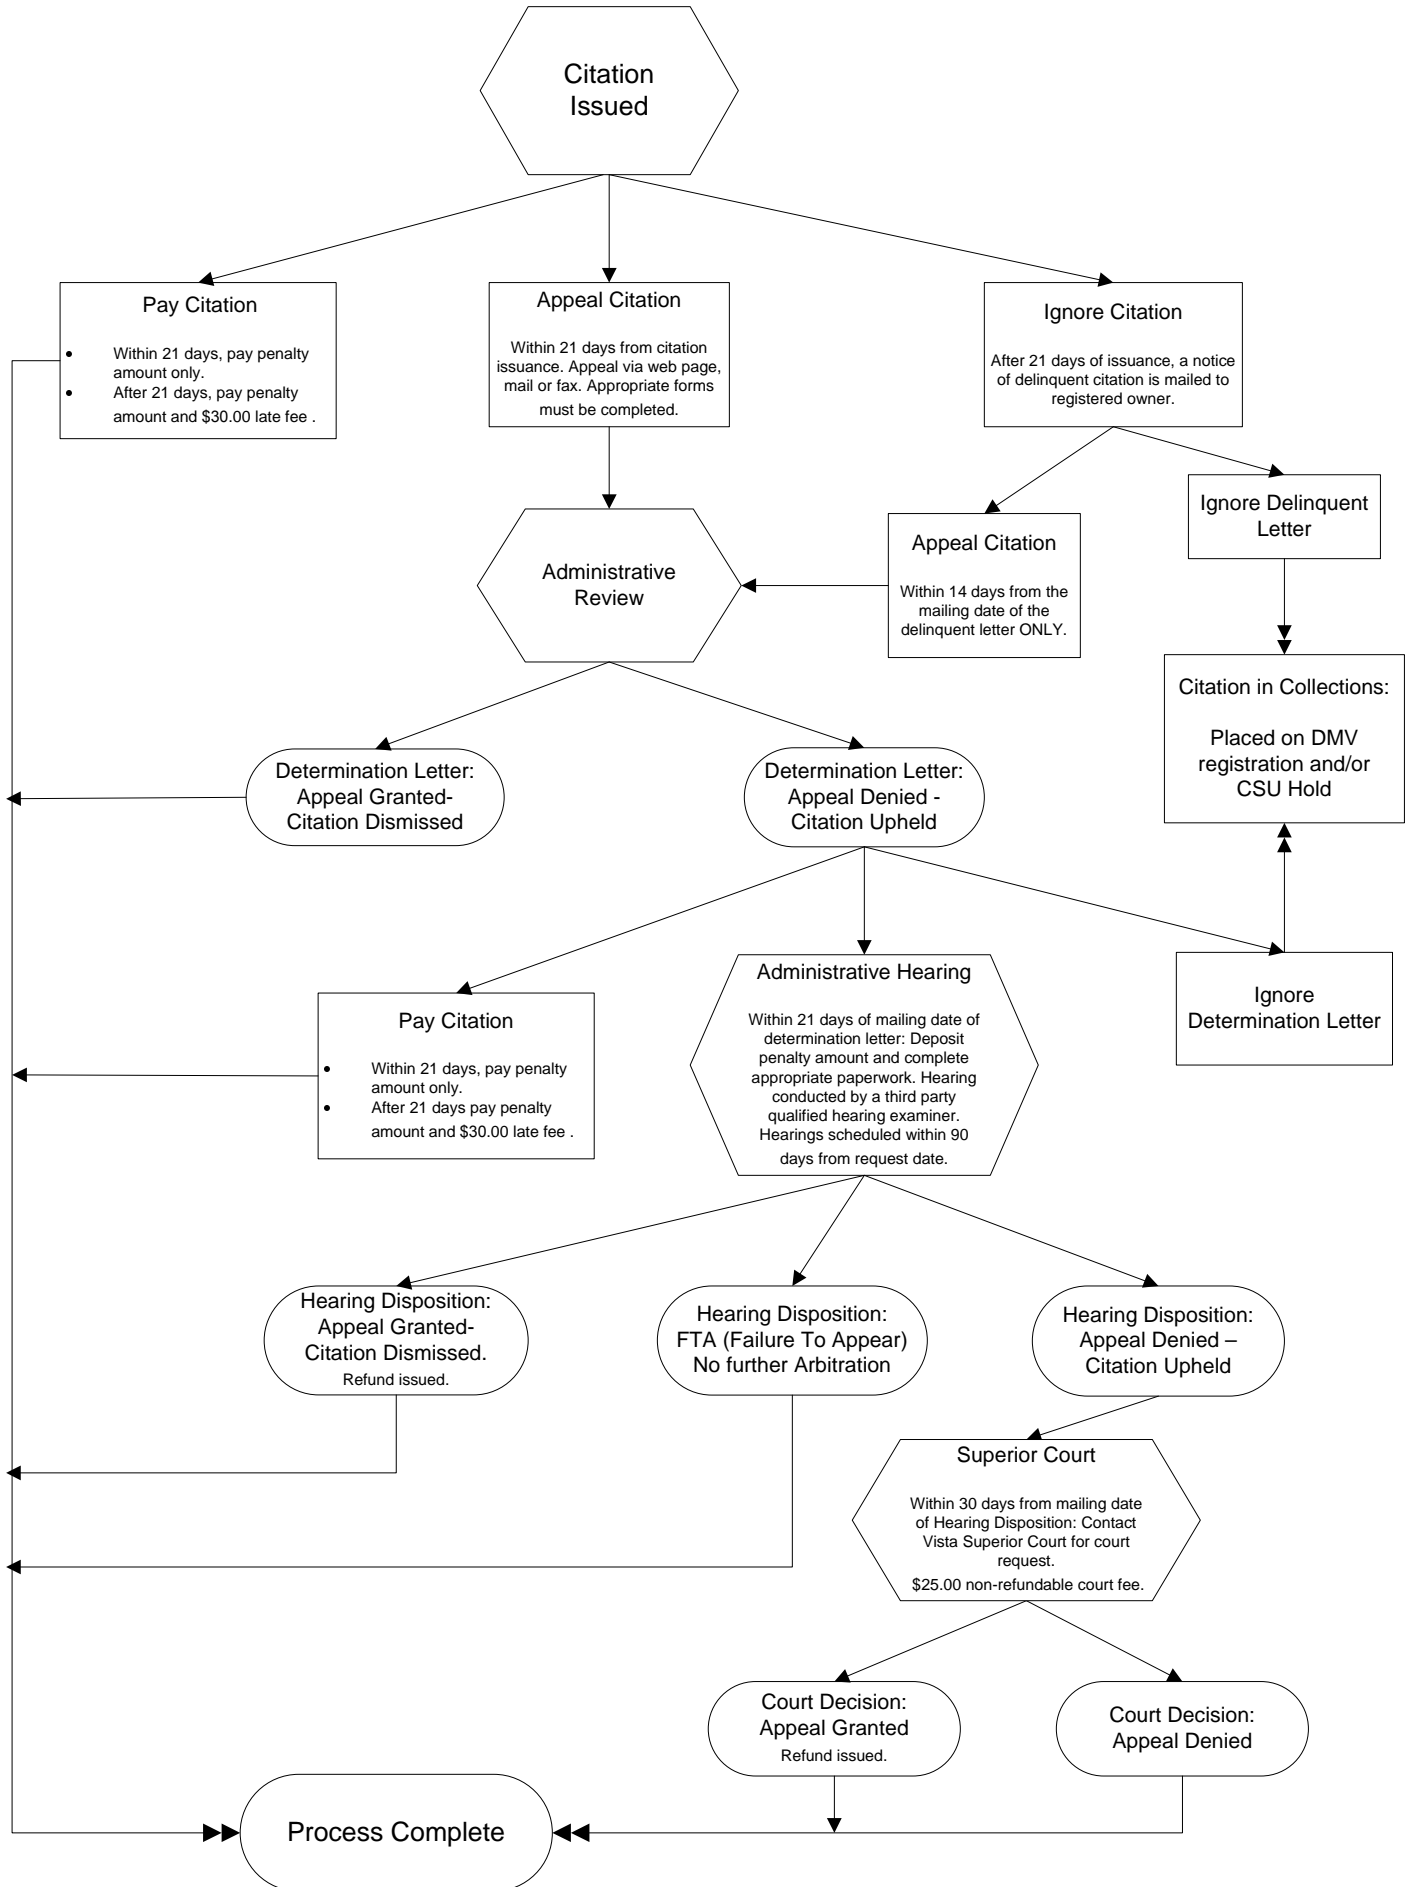 Citation
Issued
Pay Citation
• Within 21 days, pay penalty
amount only.
• After 21 days, pay penalty
amount and $30.00 late fee .
Appeal Citation
Within 21 days from citation
issuance. Appeal via web page,
mail or fax. Appropriate forms
must be completed.
Ignore Citation
After 21 days of issuance, a notice
of delinquent citation is mailed to
registered owner.
Ignore Delinquent
Letter
Appeal Citation
Within 14 days from the
mailing date of the
delinquent letter ONLY.
Administrative
Review
Citation in Collections:
Placed on DMV
registration and/or
CSU Hold
Determination Letter:
Appeal Granted-
Citation Dismissed
Determination Letter:
Appeal Denied -
Citation Upheld
Pay Citation
• Within 21 days, pay penalty
amount only.
• After 21 days pay penalty
amount and $30.00 late fee .
Administrative Hearing
Within 21 days of mailing date of
determination letter: Deposit
penalty amount and complete
appropriate paperwork. Hearing
conducted by a third party
qualified hearing examiner.
Hearings scheduled within 90
days from request date.
Ignore
Determination Letter
Hearing Disposition:
Appeal Granted-
Citation Dismissed.
Refund issued.
Hearing Disposition:
FTA (Failure To Appear)
No further Arbitration
Hearing Disposition:
Appeal Denied –
Citation Upheld
Superior Court
Within 30 days from mailing date
of Hearing Disposition: Contact
Vista Superior Court for court
request.
$25.00 non-refundable court fee.
Court Decision:
Appeal Granted
Refund issued.
Court Decision:
Appeal Denied
Process Complete